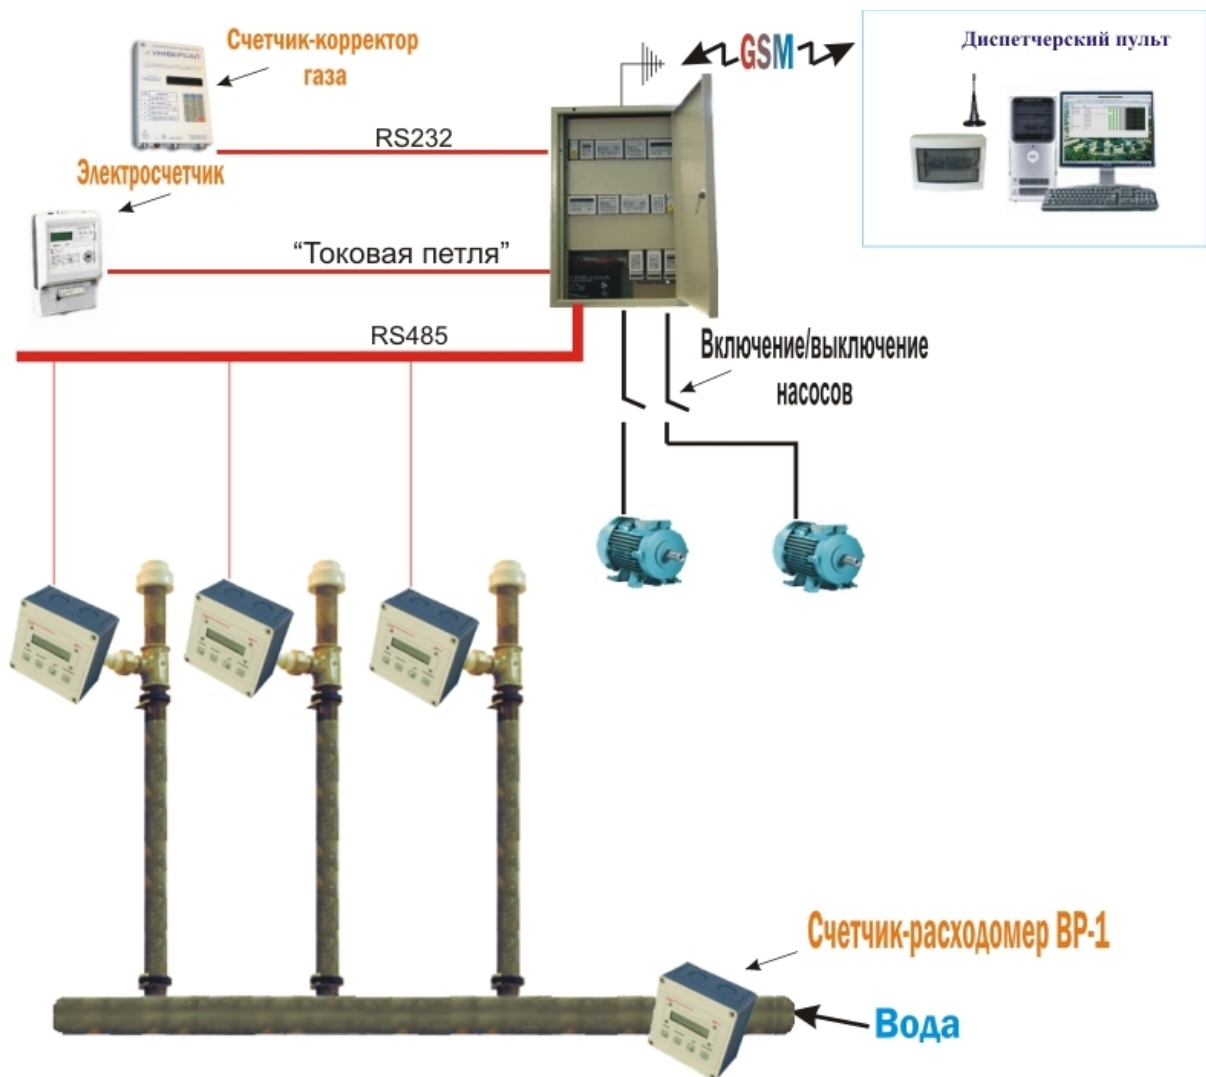 Счетчик-корректор
газа
GSM
Диспетчерский пульт
УНИВЕРСАЛ
RS232
Электросчетчик
“Токовая петля”
RS485
Включение/выключение
насосов
Счетчик-расходомер ВР-1
Вода